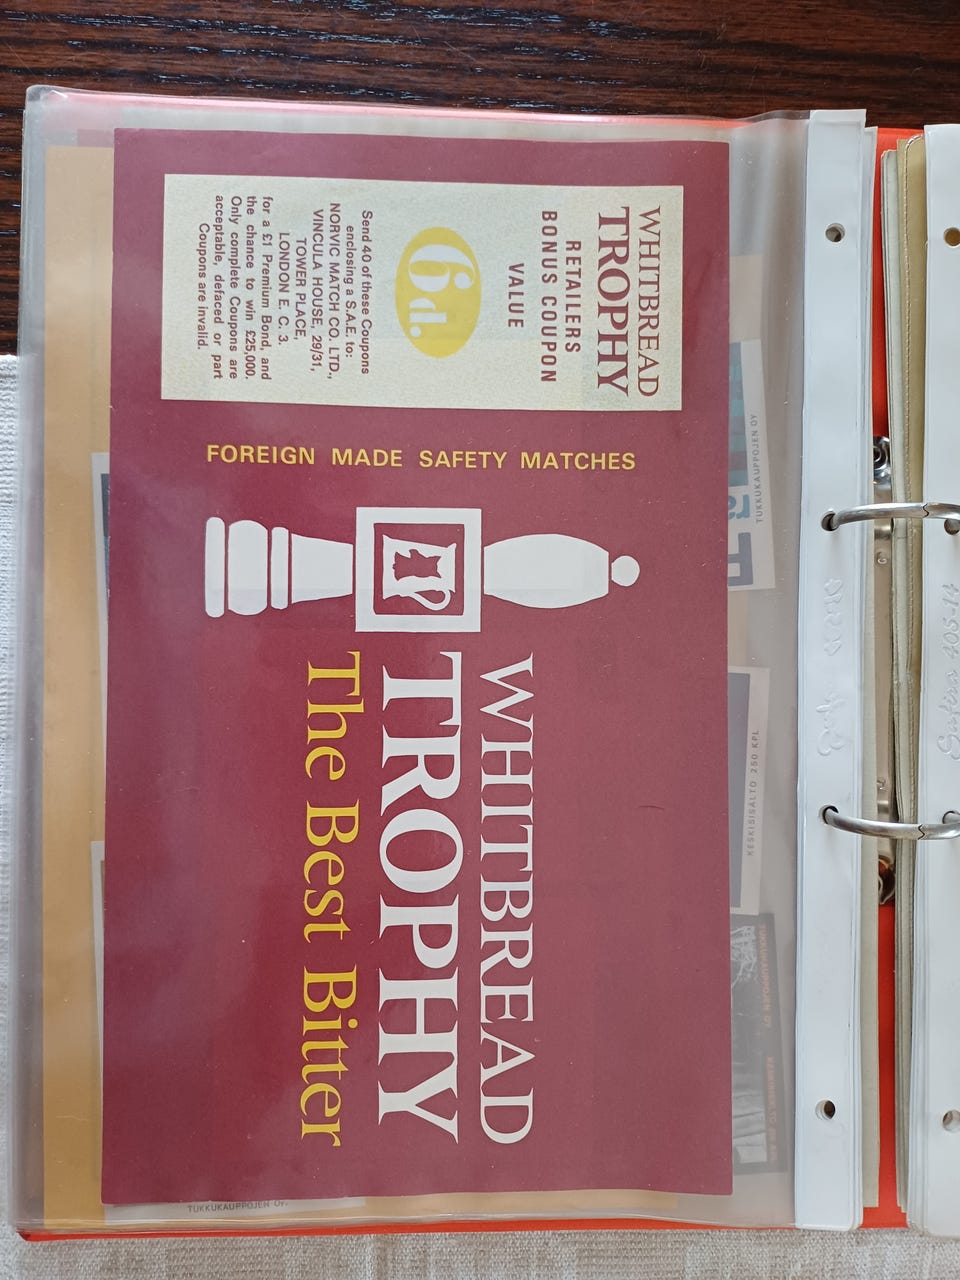 WHITBREAD
TROPHY
RETAILERS
BONUS COUPON
VALUE
6d.
Send 40 of these Coupons
enclosing a S.A.E. to:
NORVIC MATCH CO. LTD.,
VINCULA HOUSE, 29/31,
TOWER PLACE,
LONDON E. C. 3.
for a £1 Premium Bond, and
the chance to win £25,000.
Only complete Coupons are
acceptable, defaced or part
Coupons are invalid.
FOREIGN MADE SAFETY MATCHES
WHITBREAD
TROPHY
The Best Bitter
TUKKUKAUPPOJEN OY
KESKISISÄLTÖ 250 KPL
TUKKUKAUPPOJEN OY
TUKKUKAUPPOJEN OY.